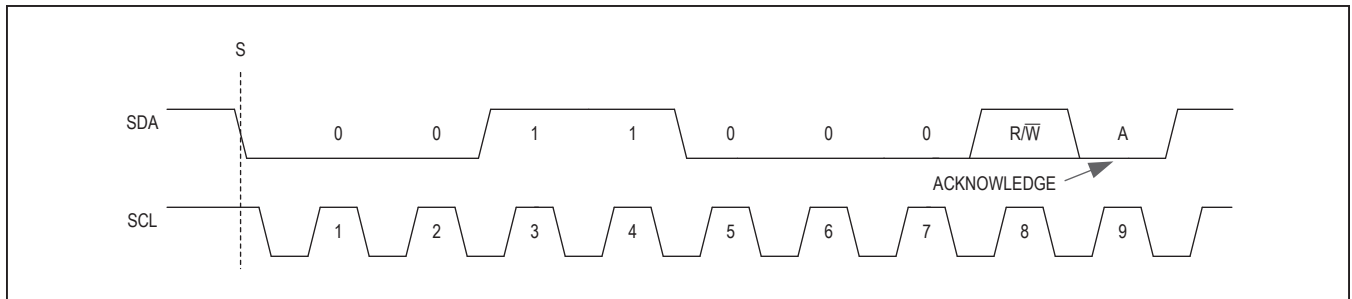 S
SDA 0 0 1 1 0 0 0 R/W̅ A
ACKNOWLEDGE
SCL 1 2 3 4 5 6 7 8 9